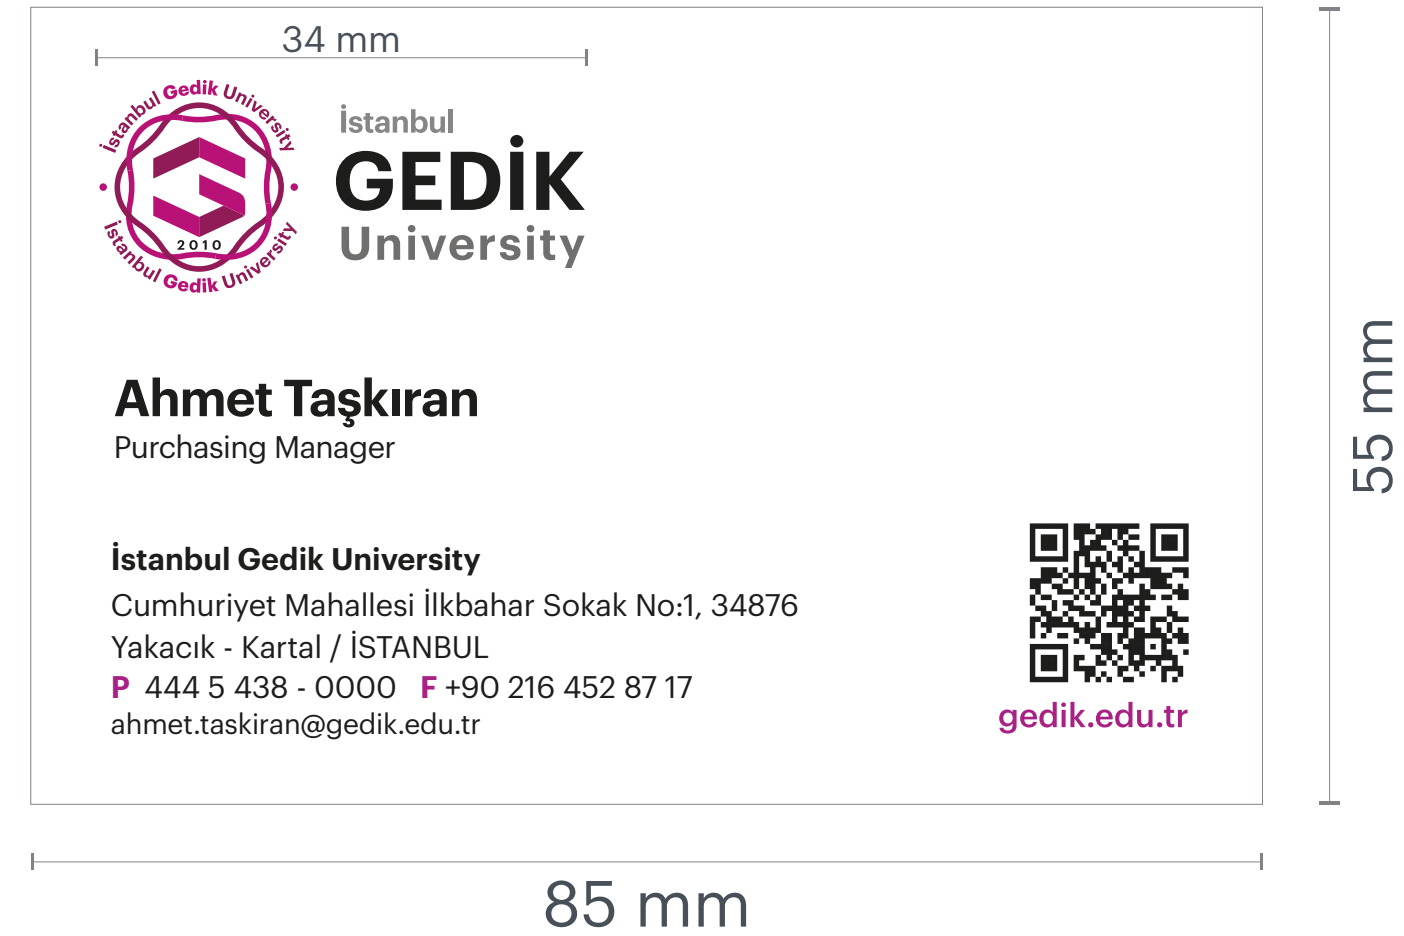 34 mm
İstanbul Gedik University
2010
İstanbul Gedik University
İstanbul
GEDİK
University
Ahmet Taşkıran
Purchasing Manager
İstanbul Gedik University
Cumhuriyet Mahallesi İlkbahar Sokak No:1, 34876
Yakacık - Kartal / İSTANBUL
P 444 5 438 - 0000 F +90 216 452 87 17
ahmet.taskiran@gedik.edu.tr
gedik.edu.tr
55 mm
85 mm